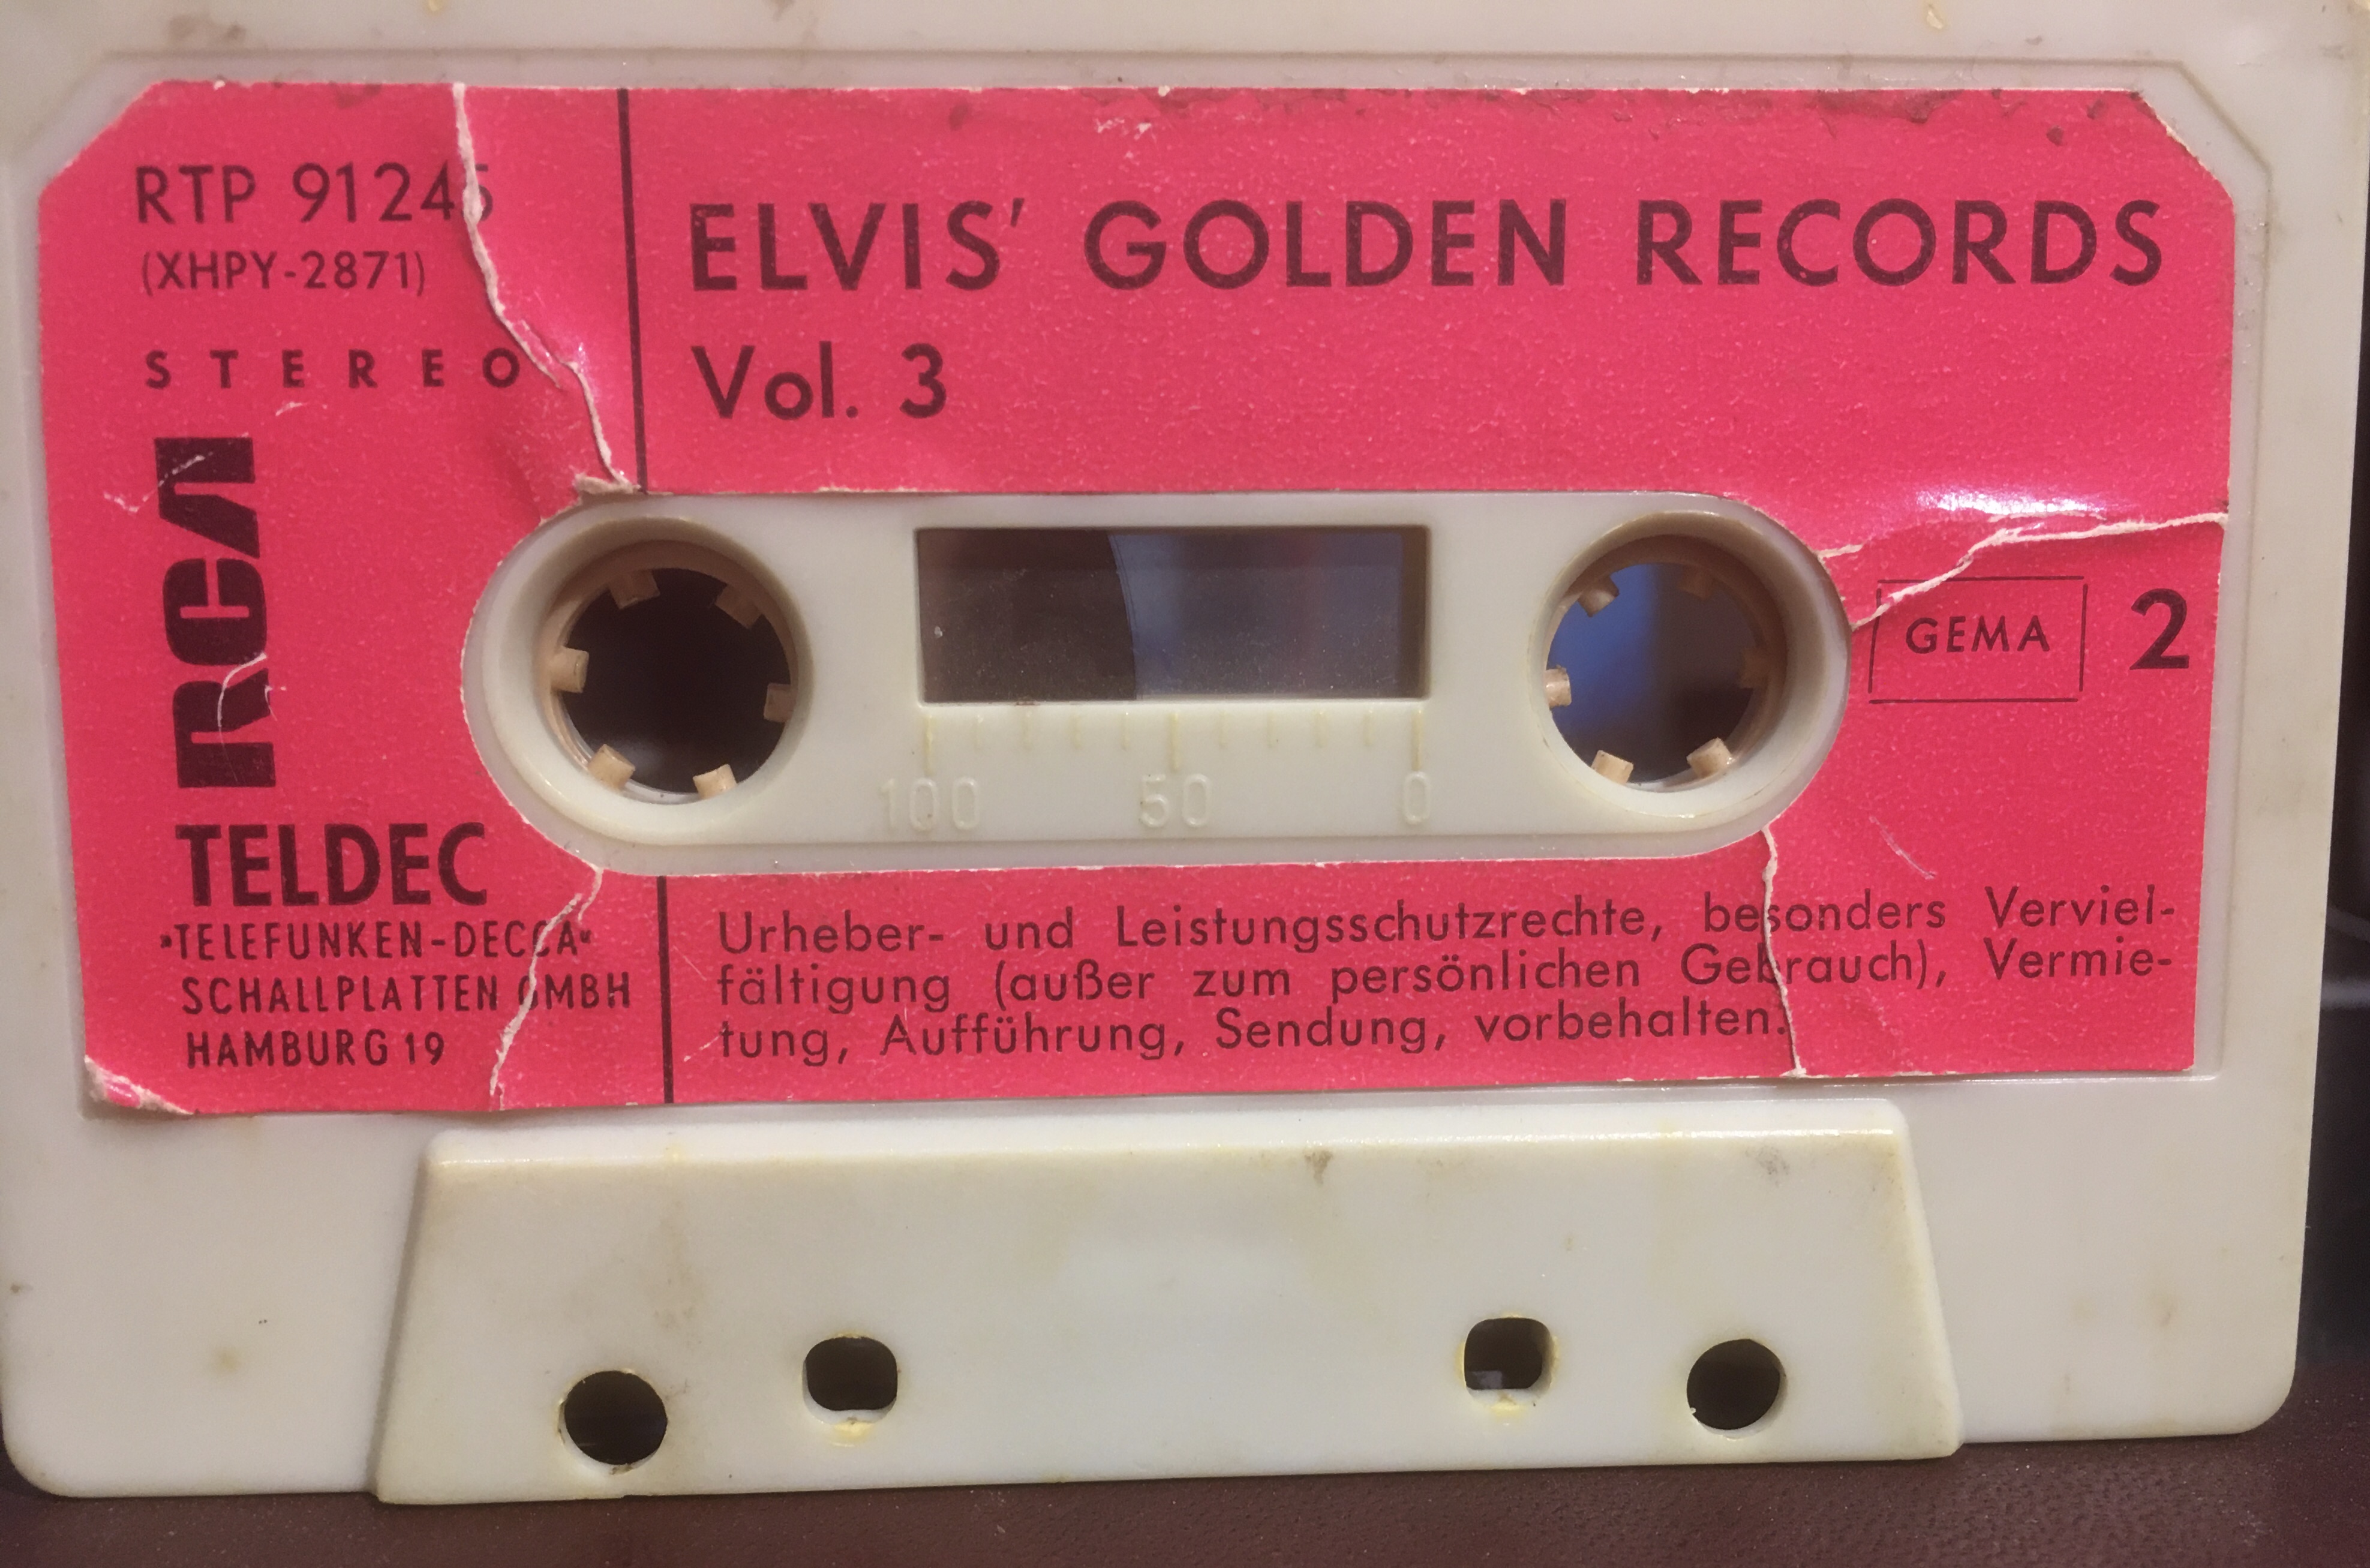 RTP 91245
(XHPY-2871)
STEREO
RCA
TELDEC
»TELEFUNKEN-DECCA«
SCHALLPLATTEN GMBH
HAMBURG 19
ELVIS' GOLDEN RECORDS
Vol. 3
100 50 0
GEMA 2
Urheber- und Leistungsschutzrechte, besonders Verviel-
fältigung (außer zum persönlichen Gebrauch), Vermie-
tung, Aufführung, Sendung, vorbehalten.